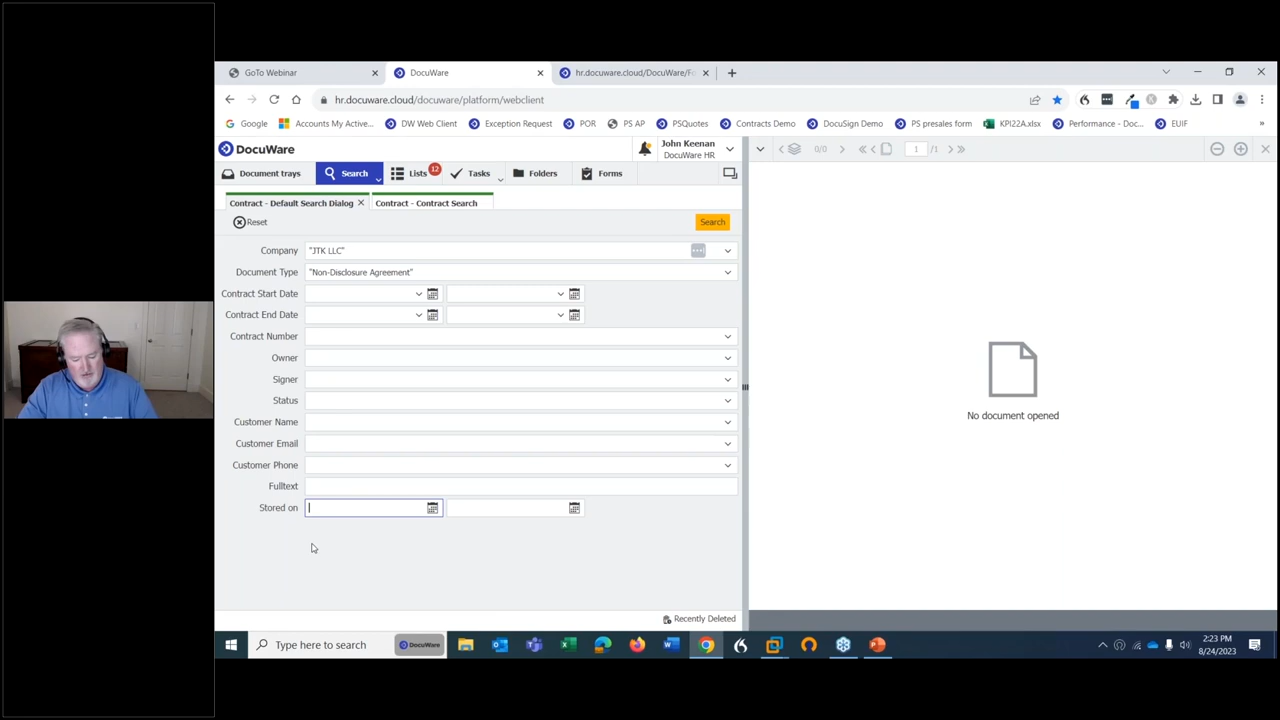 GoTo Webinar
DocuWare
hr.docuware.cloud/DocuWare/Fo
hr.docuware.cloud/docuware/platform/webclient
Google
Accounts My Active...
DW Web Client
Exception Request
POR
PS AP
PSQuotes
Contracts Demo
DocuSign Demo
PS presales form
KPI22A.xlsx
Performance - Doc...
EUIF
DocuWare
John Keenan
DocuWare HR
0/0
1
/1
Document trays
Search
Lists
12
Tasks
Folders
Forms
Contract - Default Search Dialog
Contract - Contract Search
Reset
Search
Company
"JTK LLC"
Document Type
"Non-Disclosure Agreement"
Contract Start Date
Contract End Date
Contract Number
Owner
Signer
Status
Customer Name
Customer Email
Customer Phone
Fulltext
Stored on
No document opened
Recently Deleted
Type here to search
DocuWare
2:23 PM
8/24/2023